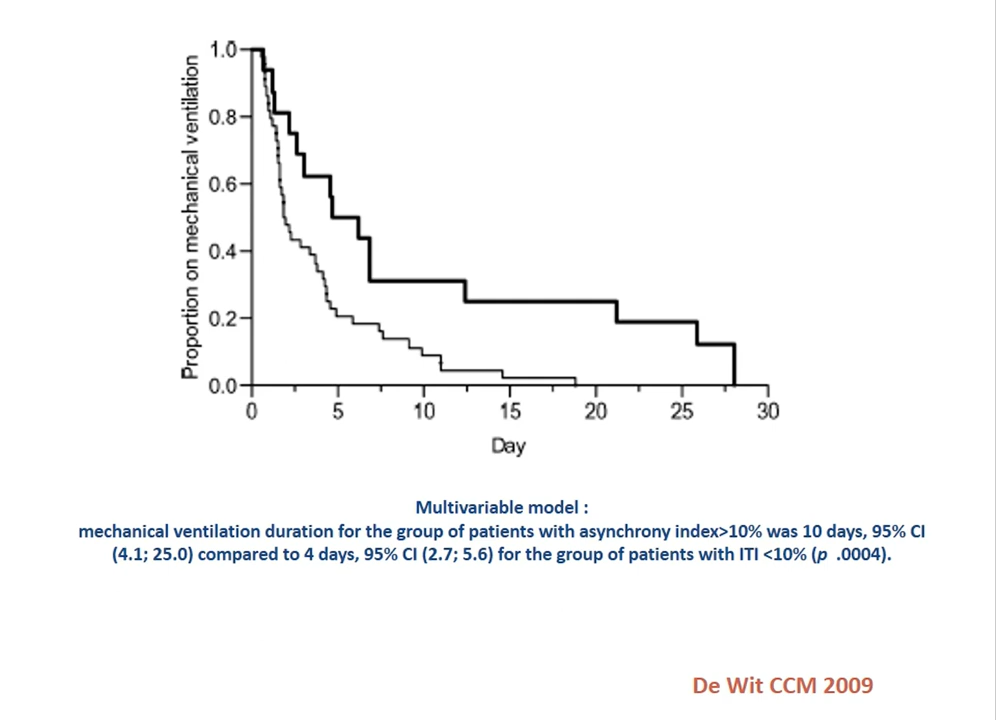 Proportion on mechanical ventilation
1.0
0.8
0.6
0.4
0.2
0.0
0 5 10 15 20 25 30
Day
Multivariable model :
mechanical ventilation duration for the group of patients with asynchrony index>10% was 10 days, 95% CI
(4.1; 25.0) compared to 4 days, 95% CI (2.7; 5.6) for the group of patients with ITI <10% (p .0004).
De Wit CCM 2009